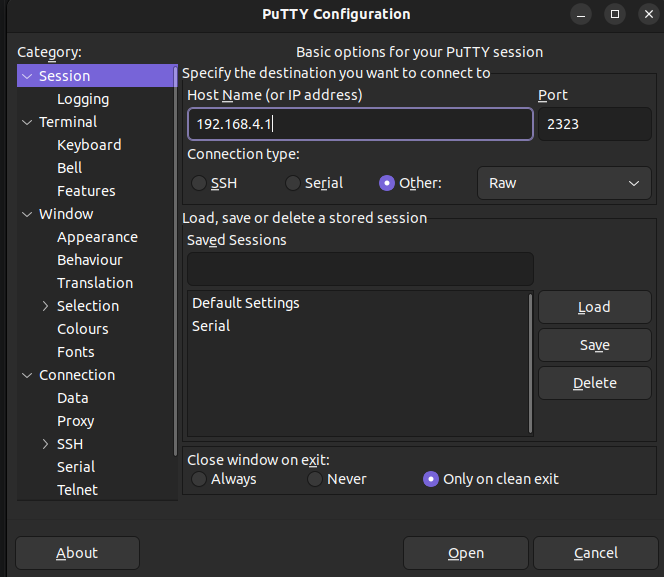 PuTTY Configuration
Category:
Session
Logging
Terminal
Keyboard
Bell
Features
Window
Appearance
Behaviour
Translation
Selection
Colours
Fonts
Connection
Data
Proxy
SSH
Serial
Telnet
Basic options for your PuTTY session
Specify the destination you want to connect to
Host Name (or IP address) Port
192.168.4.1 2323
Connection type:
SSH Serial Other: Raw
Load, save or delete a stored session
Saved Sessions
Default Settings
Serial
Load
Save
Delete
Close window on exit:
Always Never Only on clean exit
About Open Cancel